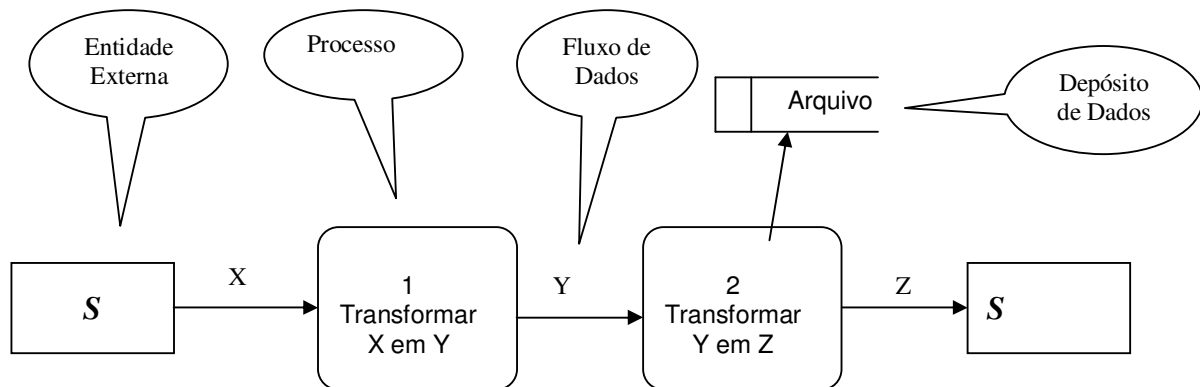 Entidade
Externa
Processo
Fluxo de
Dados
Arquivo
Depósito
de Dados
S
X
1
Transformar
X em Y
Y
2
Transformar
Y em Z
Z
S